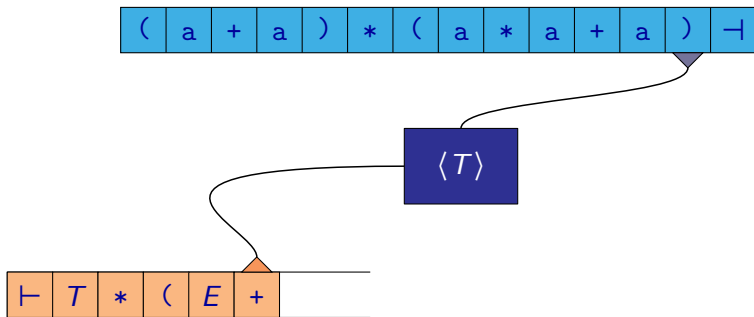 ( a + a ) * ( a * a + a ) ⊣
⟨T⟩
⊢ T * ( E +